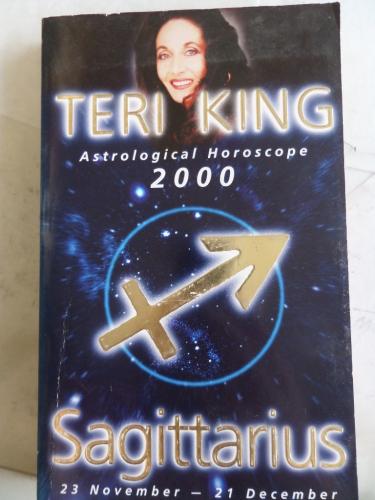 TERI KING
Astrological Horoscope
2000
Sagittarius
23 November — 21 December